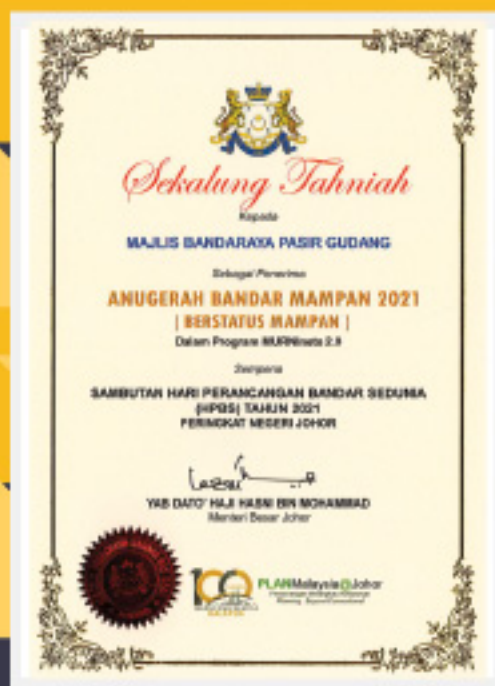 Sekalung Tahniah
Kepada
MAJLIS BANDARAYA PASIR GUDANG
Sebagai Penerima
ANUGERAH BANDAR MAMPAN 2021
| BERSTATUS MAMPAN |
Dalam Program MURNInets 2.0
Sempena
SAMBUTAN HARI PERANCANGAN BANDAR SEDUNIA
(HPBS) TAHUN 2021
PERINGKAT NEGERI JOHOR
YAB DATO' HAJI HASNI BIN MOHAMMAD
Menteri Besar Johor
100
PLANMalaysia@Johor